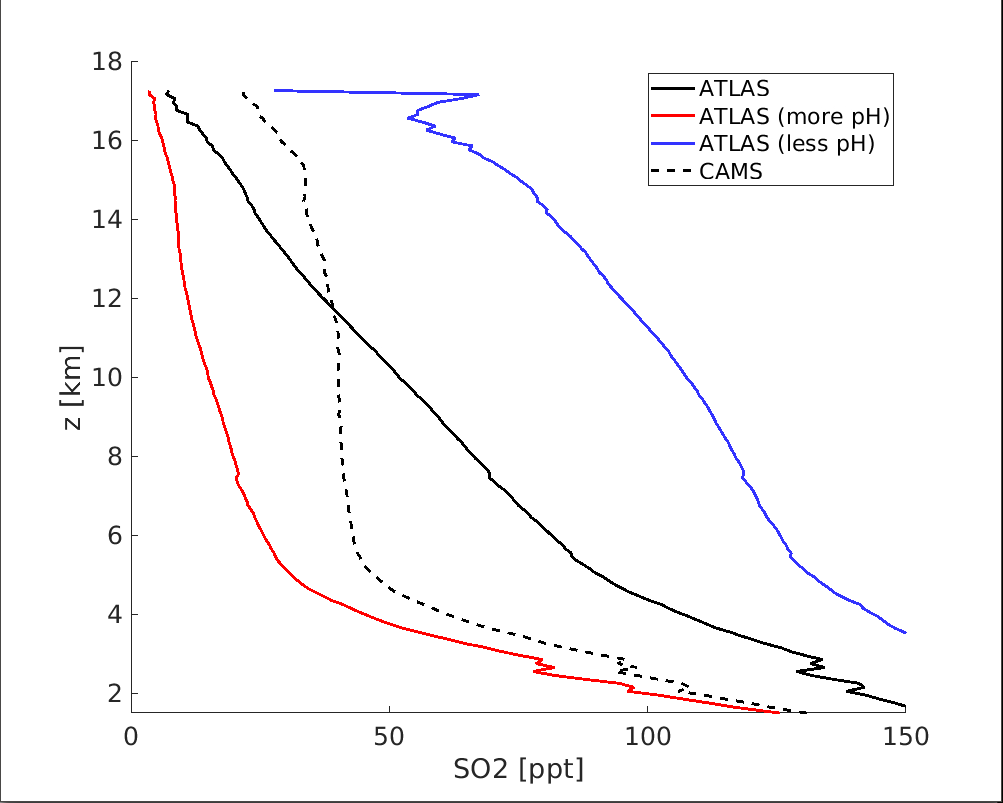 18
16
14
12
10
8
6
4
2
z [km]
0
50
100
150
SO2 [ppt]
ATLAS
ATLAS (more pH)
ATLAS (less pH)
CAMS